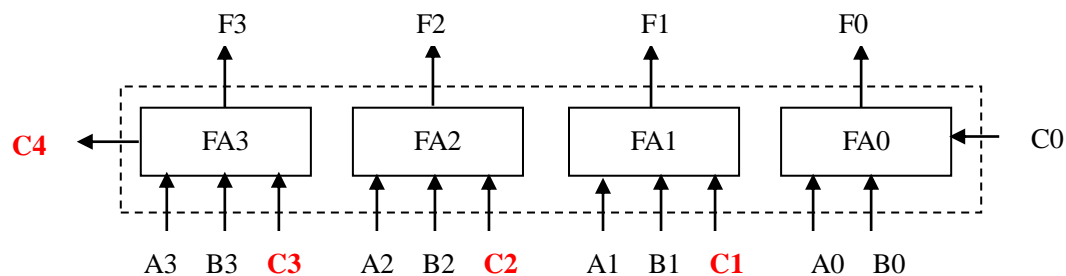 F3 F2 F1 F0
C4 FA3 FA2 FA1 FA0 C0
A3 B3 C3 A2 B2 C2 A1 B1 C1 A0 B0